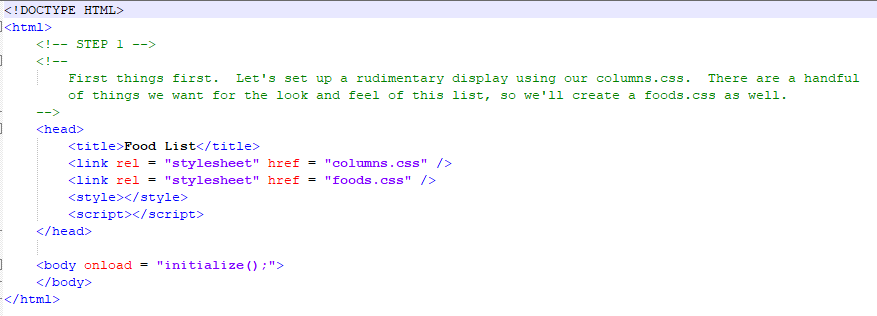 <!DOCTYPE HTML>
<html>
<!-- STEP 1 -->
<!--
First things first.  Let's set up a rudimentary display using our columns.css.  There are a handful
of things we want for the look and feel of this list, so we'll create a foods.css as well.
-->
<head>
<title>Food List</title>
<link rel = "stylesheet" href = "columns.css" />
<link rel = "stylesheet" href = "foods.css" />
<style></style>
<script></script>
</head>
<body onload = "initialize();">
</body>
</html>